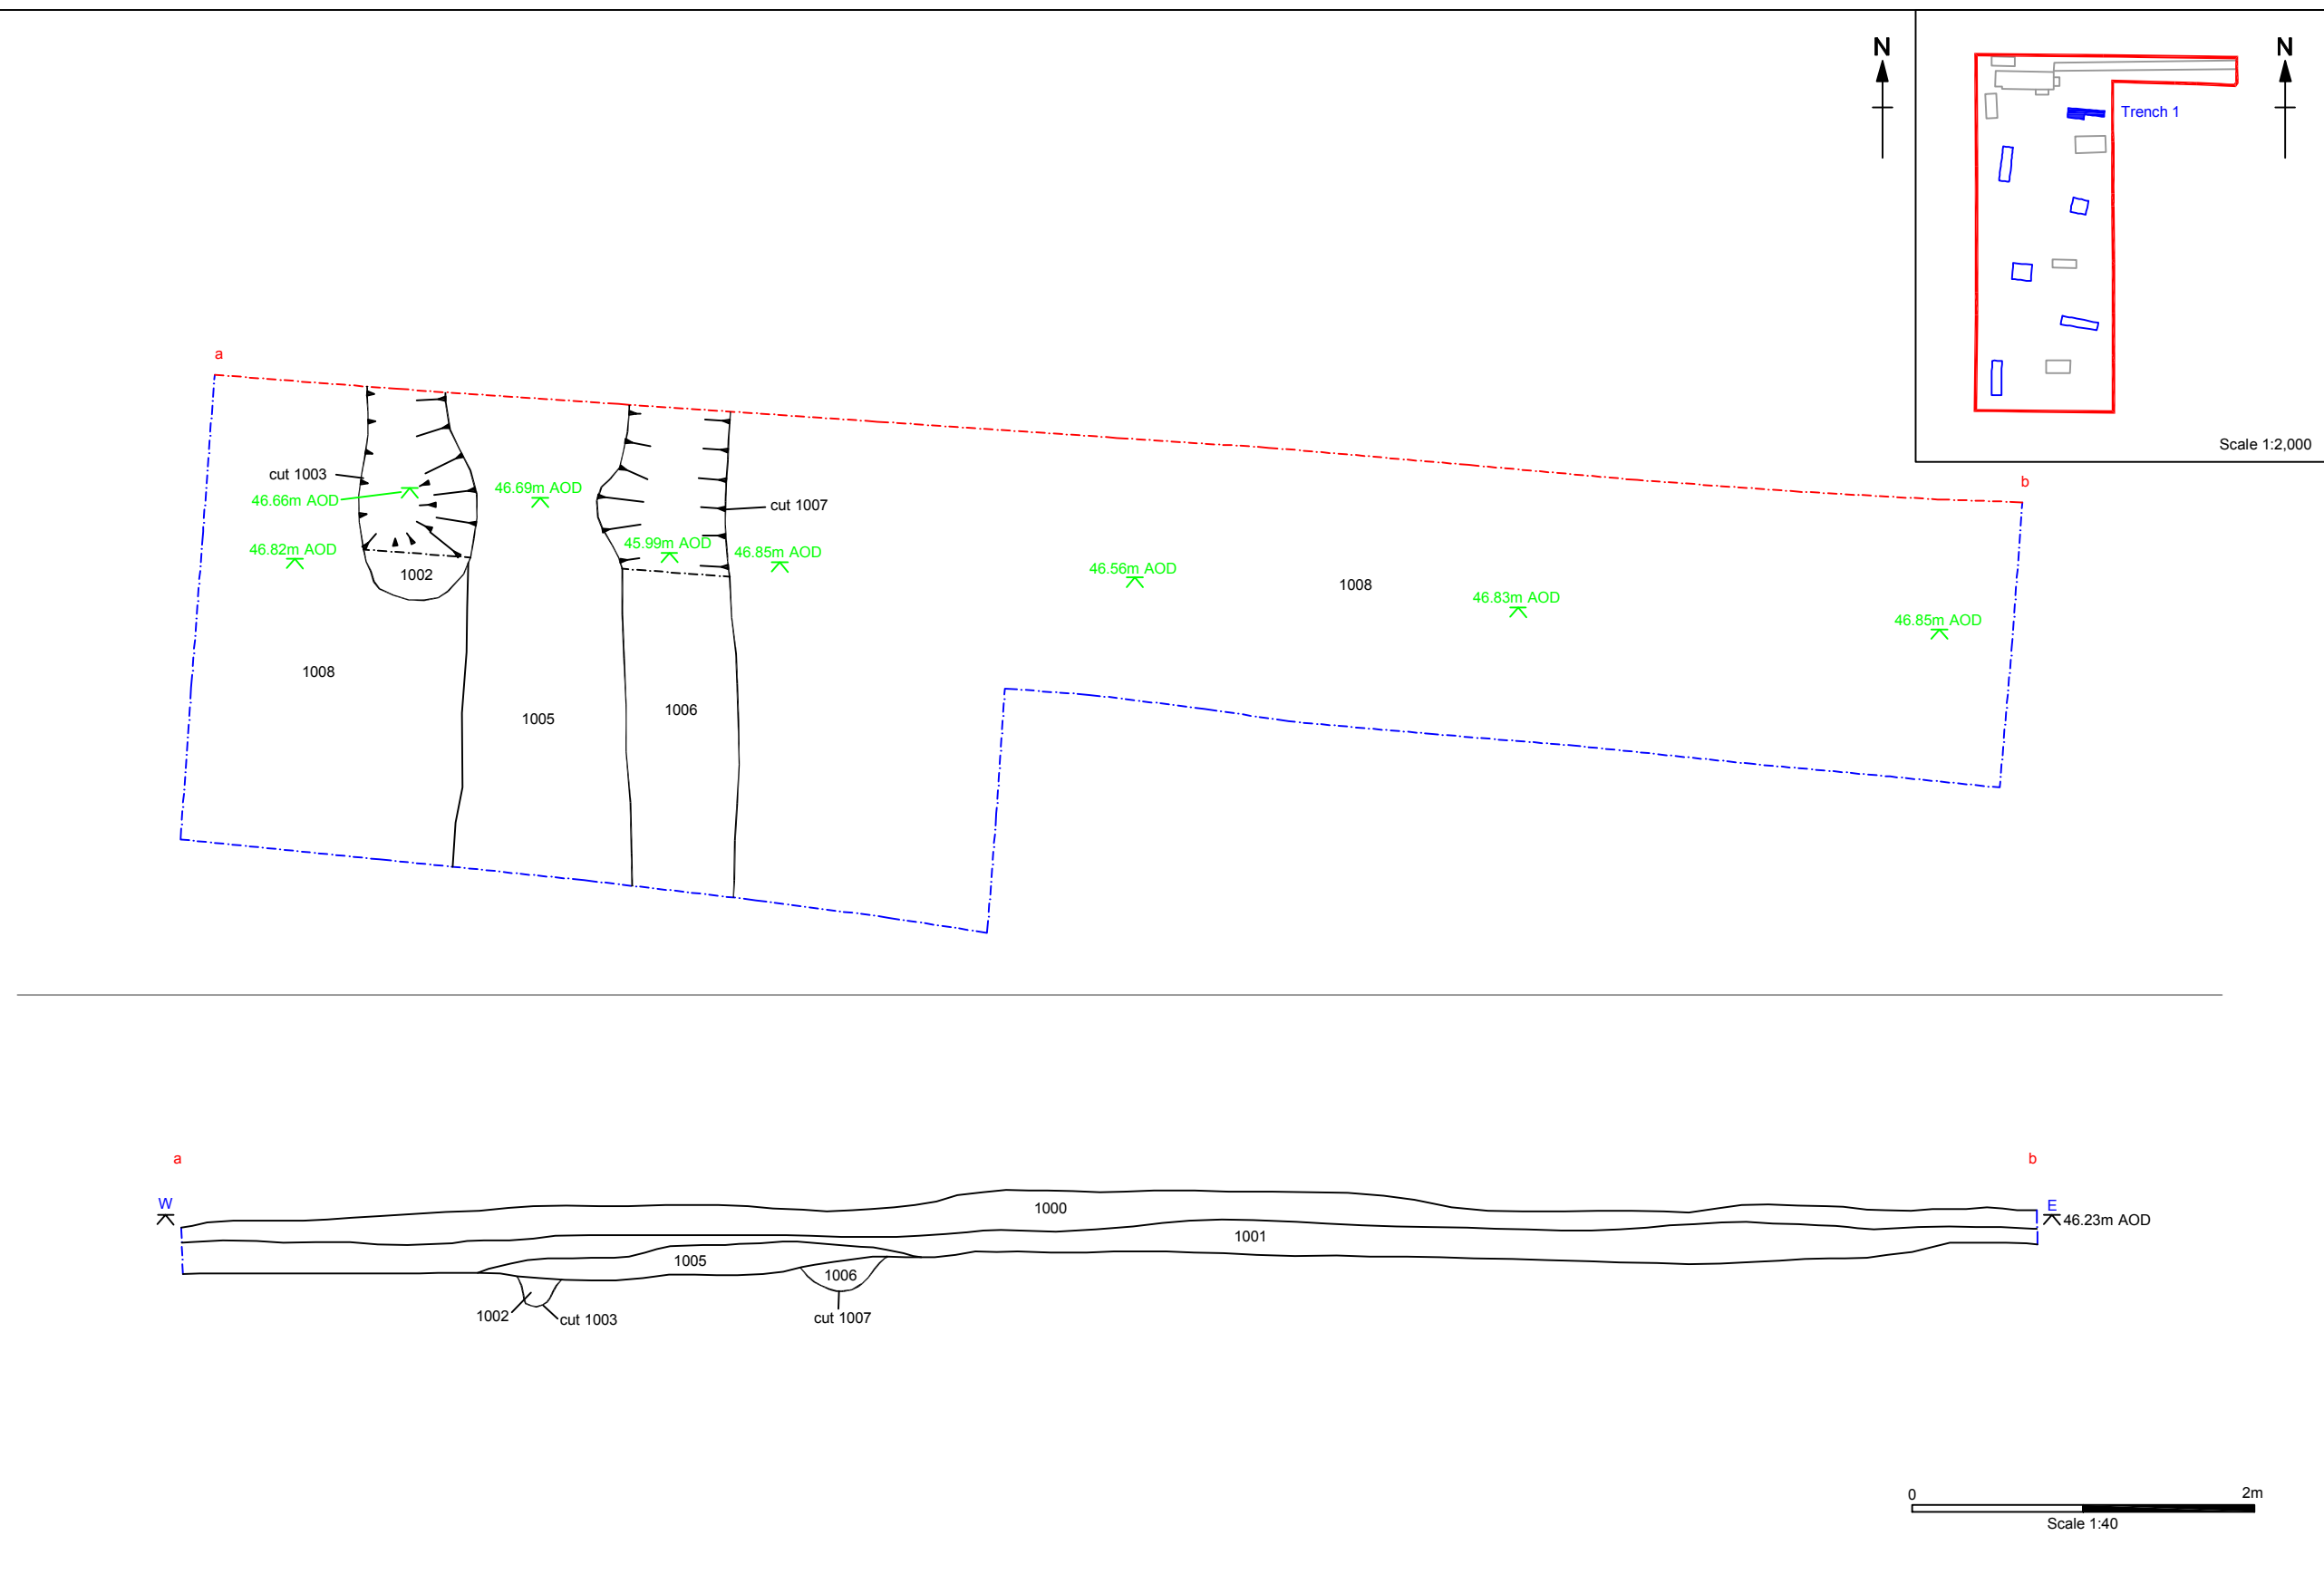 N
N
Trench 1
Scale 1:2,000
a
b
cut 1003
46.66m AOD
46.69m AOD
cut 1007
46.82m AOD
45.99m AOD
46.85m AOD
1002
46.56m AOD
1008
46.83m AOD
46.85m AOD
1008
1005
1006
a
b
W
E
46.23m AOD
1000
1001
1005
1006
1002
cut 1003
cut 1007
0
2m
Scale 1:40